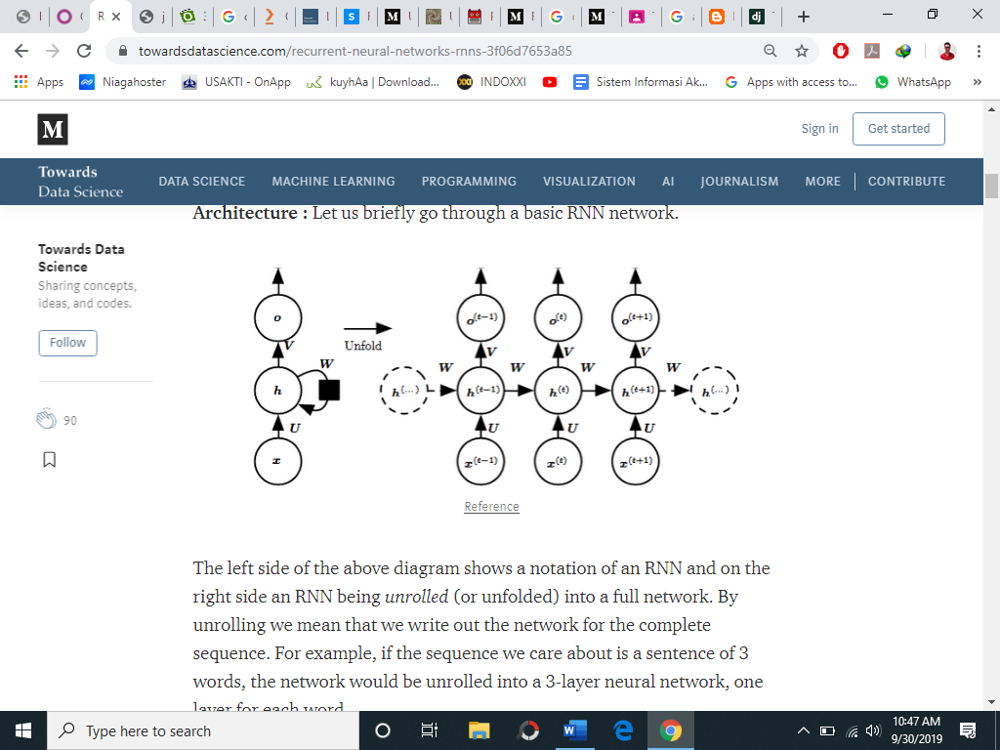 R
towardsdatascience.com/recurrent-neural-networks-rnns-3f06d7653a85
Apps Niagahoster USAKTI - OnApp kuyhAa | Download... INDOXXI Sistem Informasi Ak... Apps with access to... WhatsApp »
M
Sign in Get started
Towards
Data Science
DATA SCIENCE MACHINE LEARNING PROGRAMMING VISUALIZATION AI JOURNALISM MORE CONTRIBUTE
Architecture : Let us briefly go through a basic RNN network.
Towards Data
Science
Sharing concepts,
ideas, and codes.
Follow
90
o o(t−1) o(t) o(t+1)
Unfold
V V V V
W W W W W
h h(...) h(t−1) h(t) h(t+1) h(...)
U U U U
x x(t−1) x(t) x(t+1)
Reference
The left side of the above diagram shows a notation of an RNN and on the
right side an RNN being unrolled (or unfolded) into a full network. By
unrolling we mean that we write out the network for the complete
sequence. For example, if the sequence we care about is a sentence of 3
words, the network would be unrolled into a 3-layer neural network, one
layer for each word.
Type here to search
10:47 AM
9/30/2019